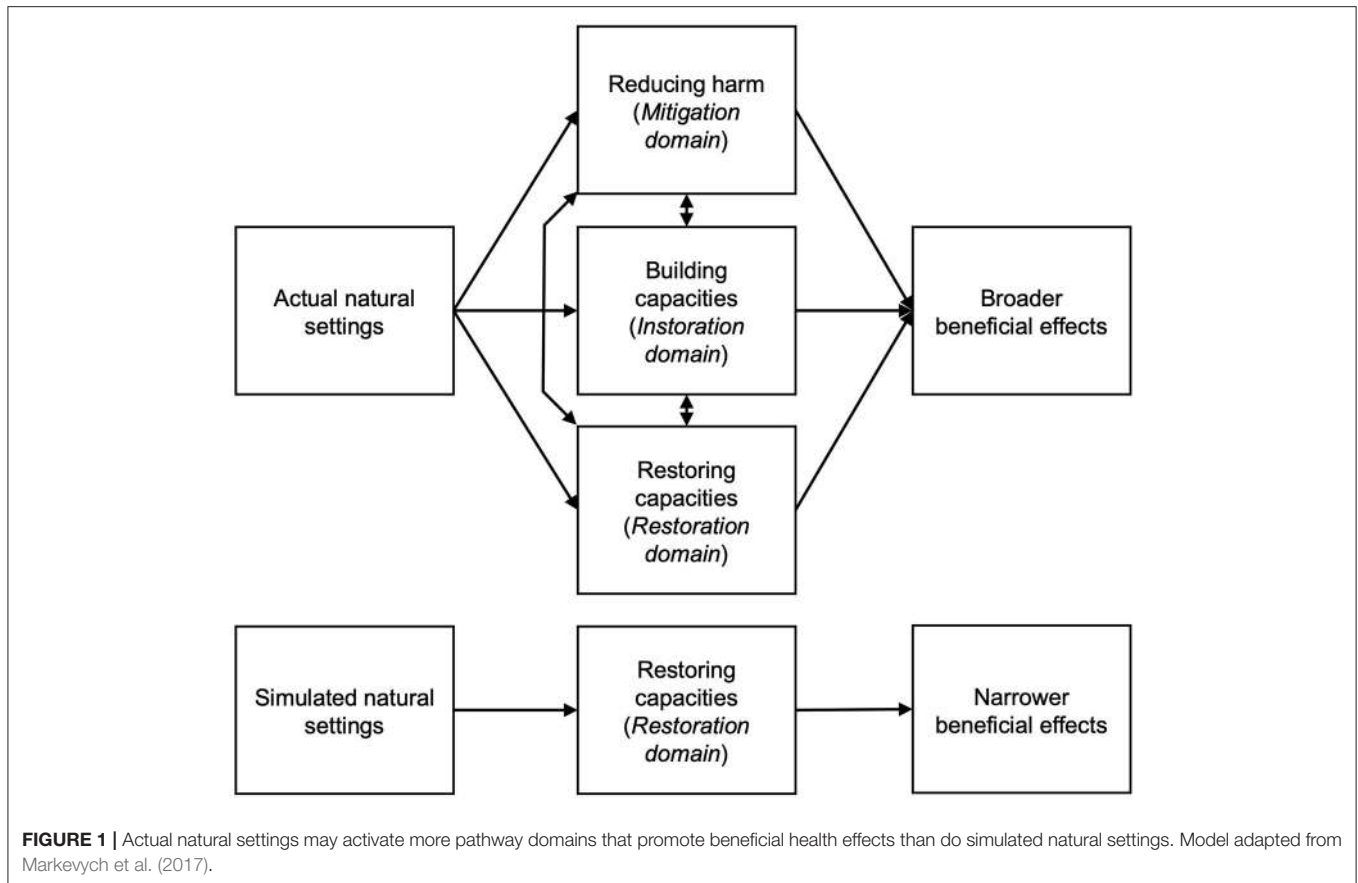 Reducing harm
(Mitigation
domain)
Actual natural
settings
Building
capacities
(Instoration
domain)
Broader
beneficial effects
Restoring
capacities
(Restoration
domain)
Simulated natural
settings
Restoring
capacities
(Restoration
domain)
Narrower
beneficial effects
FIGURE 1 | Actual natural settings may activate more pathway domains that promote beneficial health effects than do simulated natural settings. Model adapted from
Markevych et al. (2017).